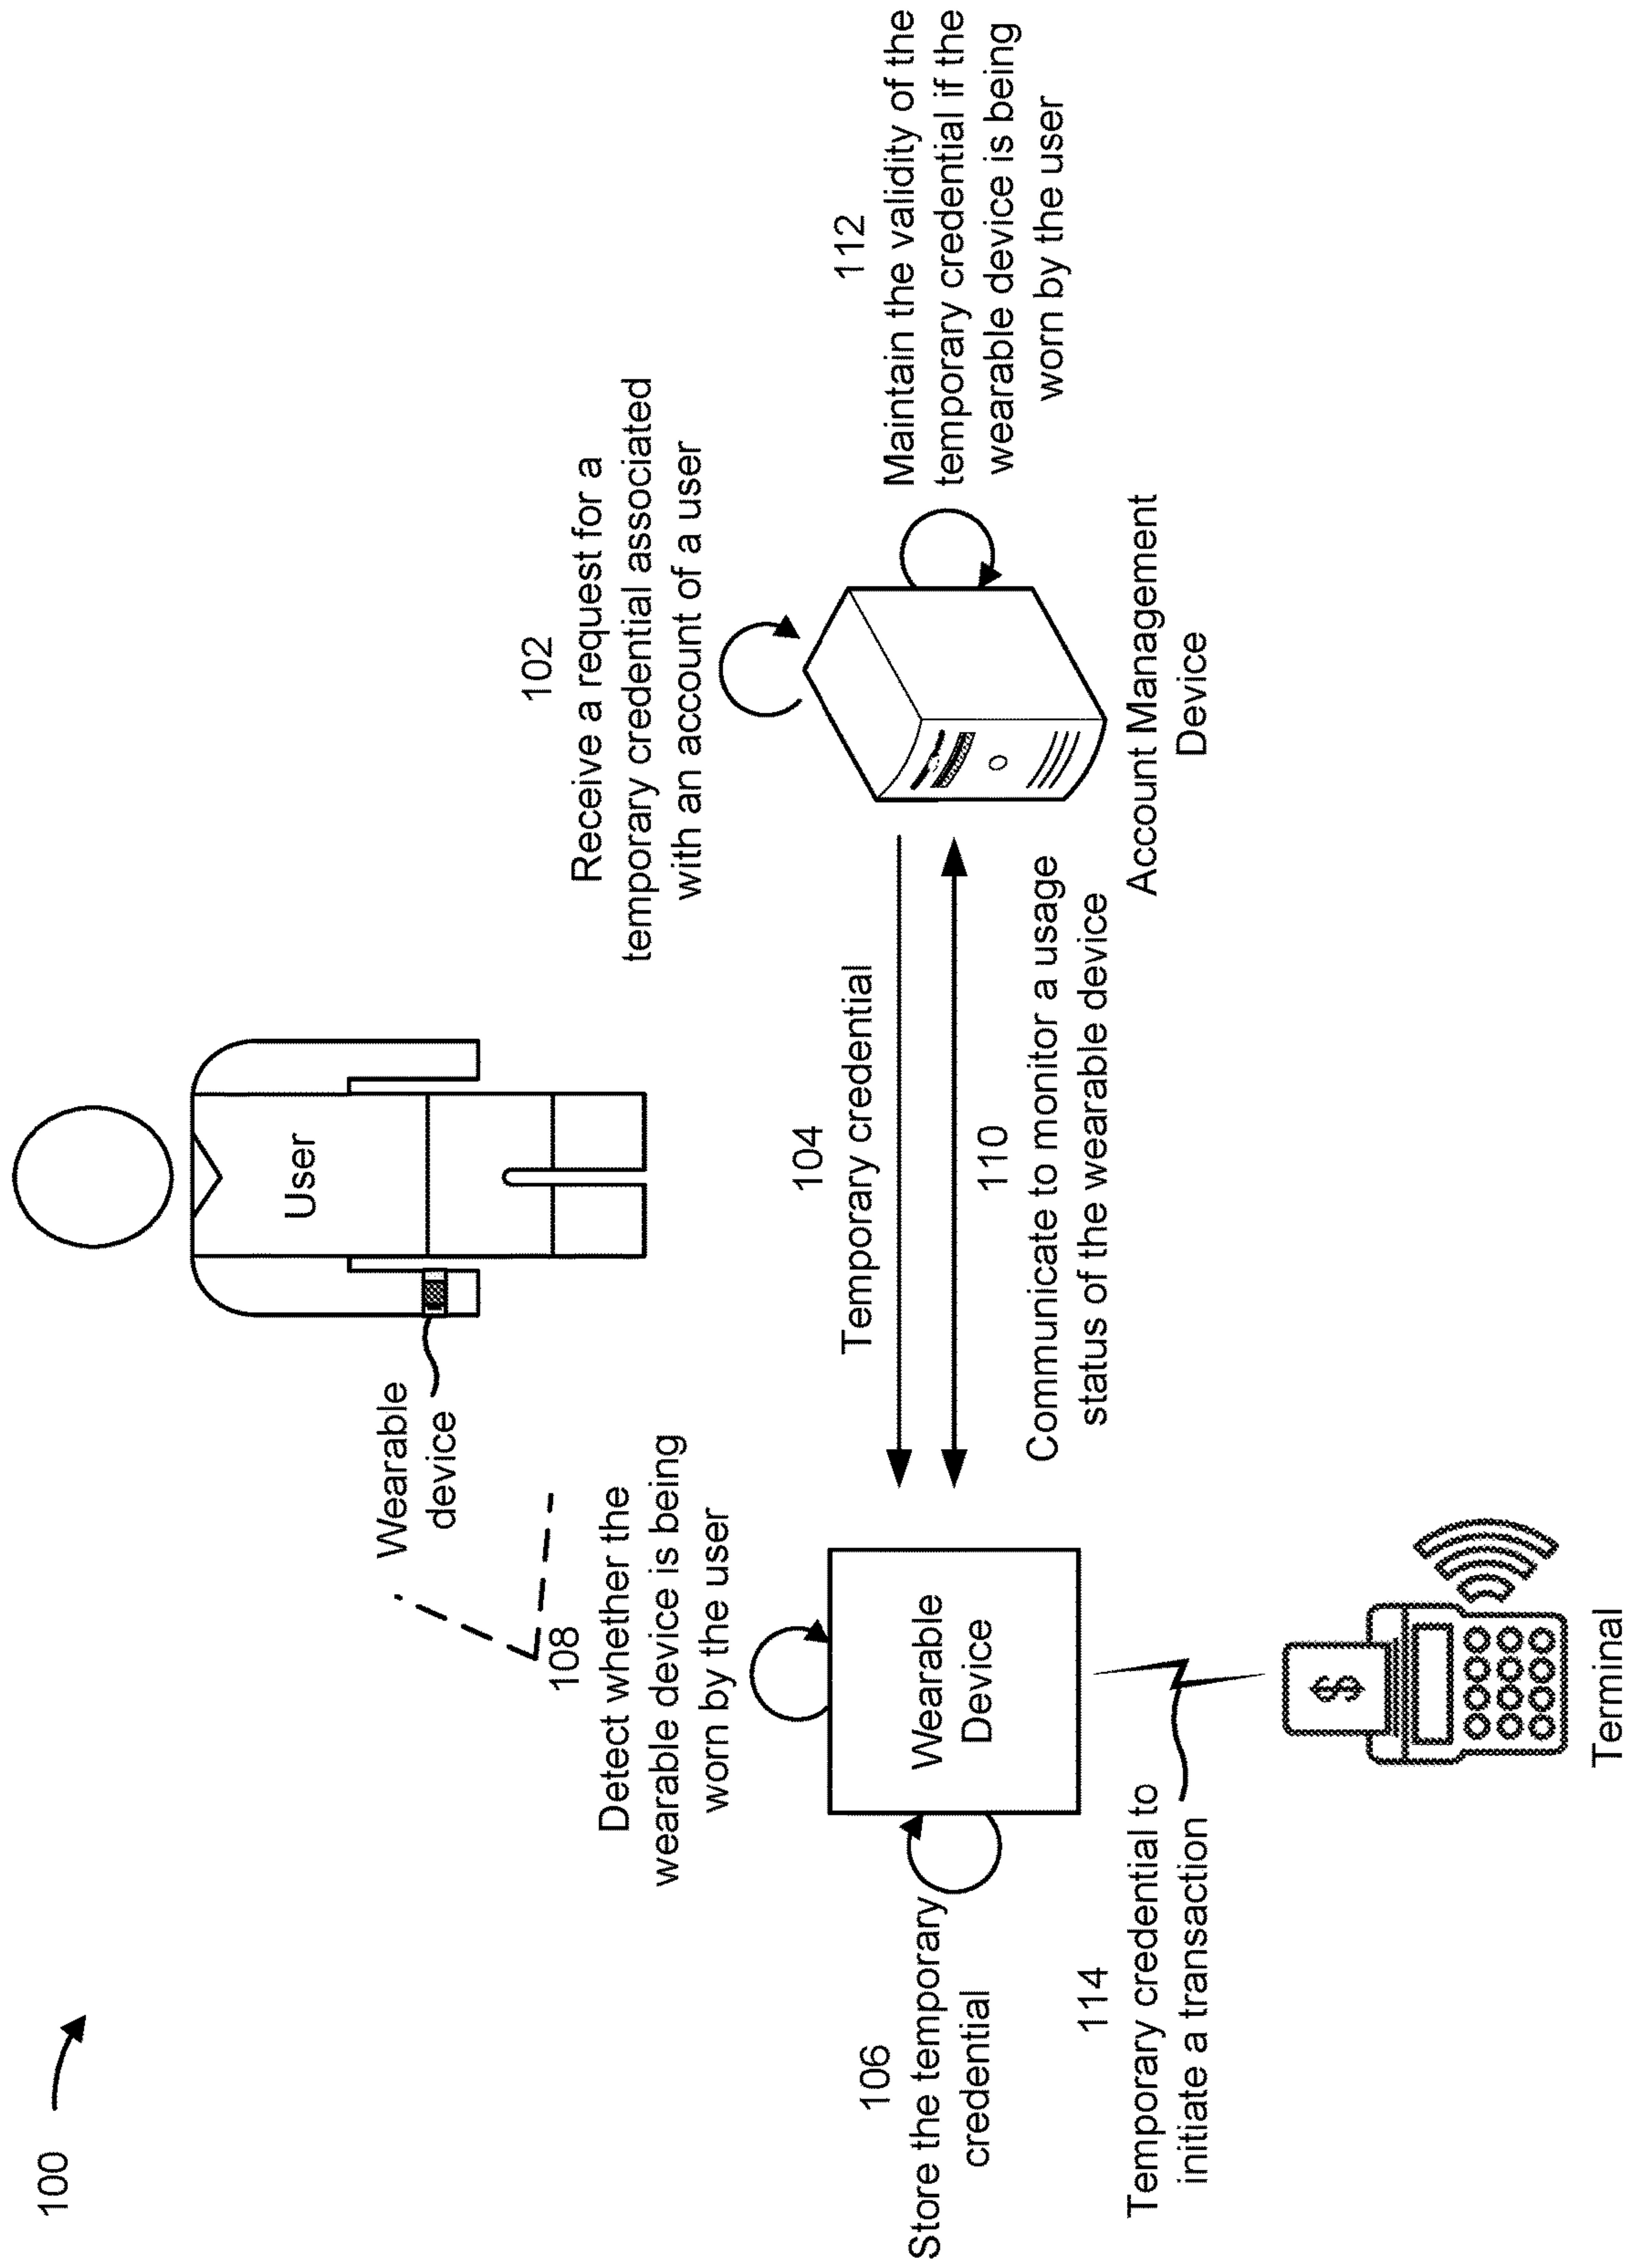 100
User
Wearable
device
102
Receive a request for a
temporary credential associated
with an account of a user
108
Detect whether the
wearable device is being
worn by the user
104
Temporary credential
112
Maintain the validity of the
temporary credential if the
wearable device is being
worn by the user
106
Store the temporary
credential
Wearable
Device
110
Communicate to monitor a usage
status of the wearable device
Account Management
Device
114
Temporary credential to
initiate a transaction
$
Terminal